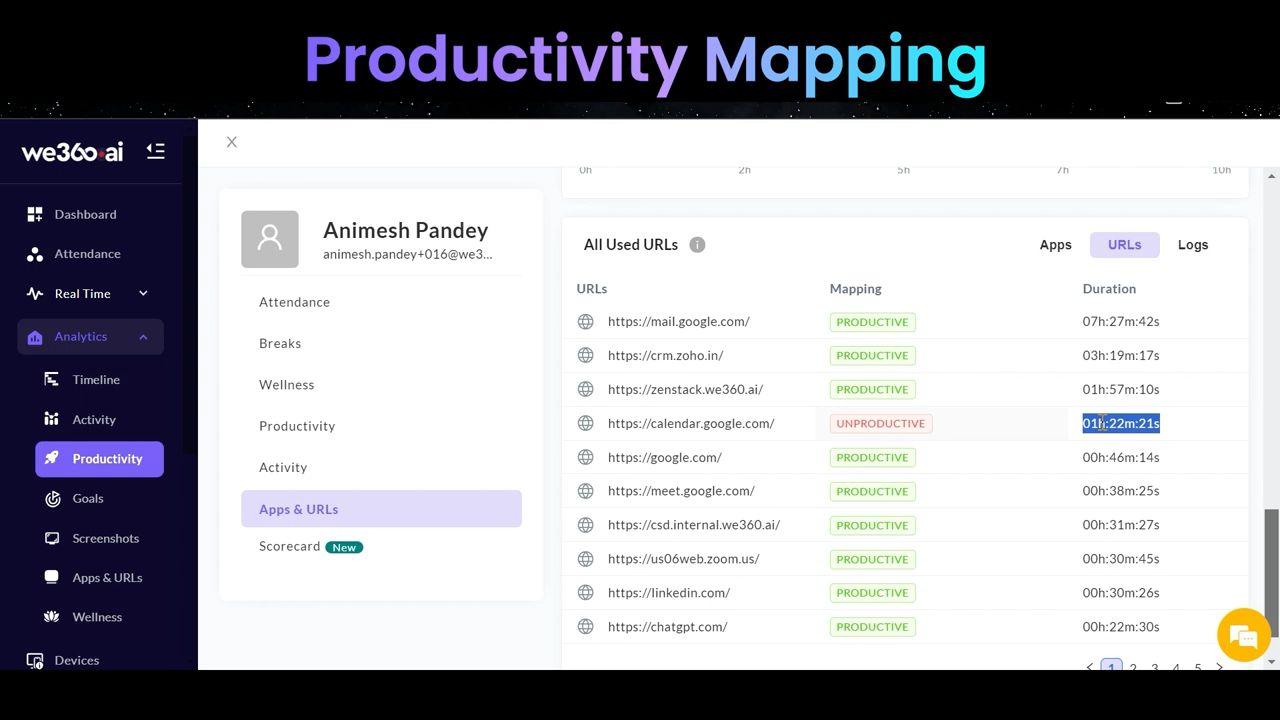 Productivity Mapping
we360.ai
Dashboard
Attendance
Real Time
Analytics
Timeline
Activity
Productivity
Goals
Screenshots
Apps & URLs
Wellness
Devices
Animesh Pandey
animesh.pandey+016@we3...
Attendance
Breaks
Wellness
Productivity
Activity
Apps & URLs
Scorecard New
0h 2h 5h 7h 10h
All Used URLs i Apps URLs Logs
URLs Mapping Duration
https://mail.google.com/ PRODUCTIVE 07h:27m:42s
https://crm.zoho.in/ PRODUCTIVE 03h:19m:17s
https://zenstack.we360.ai/ PRODUCTIVE 01h:57m:10s
https://calendar.google.com/ UNPRODUCTIVE 01h:22m:21s
https://google.com/ PRODUCTIVE 00h:46m:14s
https://meet.google.com/ PRODUCTIVE 00h:38m:25s
https://csd.internal.we360.ai/ PRODUCTIVE 00h:31m:27s
https://us06web.zoom.us/ PRODUCTIVE 00h:30m:45s
https://linkedin.com/ PRODUCTIVE 00h:30m:26s
https://chatgpt.com/ PRODUCTIVE 00h:22m:30s
< 1 2 3 4 5 >